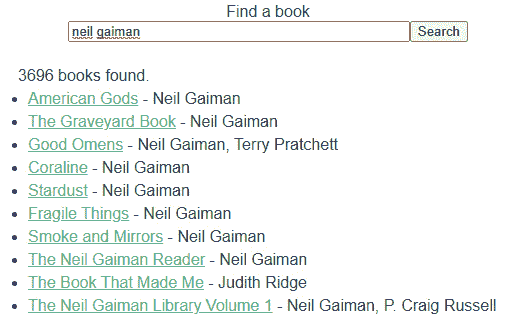 Find a book
neil gaiman Search
3696 books found.
American Gods - Neil Gaiman
The Graveyard Book - Neil Gaiman
Good Omens - Neil Gaiman, Terry Pratchett
Coraline - Neil Gaiman
Stardust - Neil Gaiman
Fragile Things - Neil Gaiman
Smoke and Mirrors - Neil Gaiman
The Neil Gaiman Reader - Neil Gaiman
The Book That Made Me - Judith Ridge
The Neil Gaiman Library Volume 1 - Neil Gaiman, P. Craig Russell